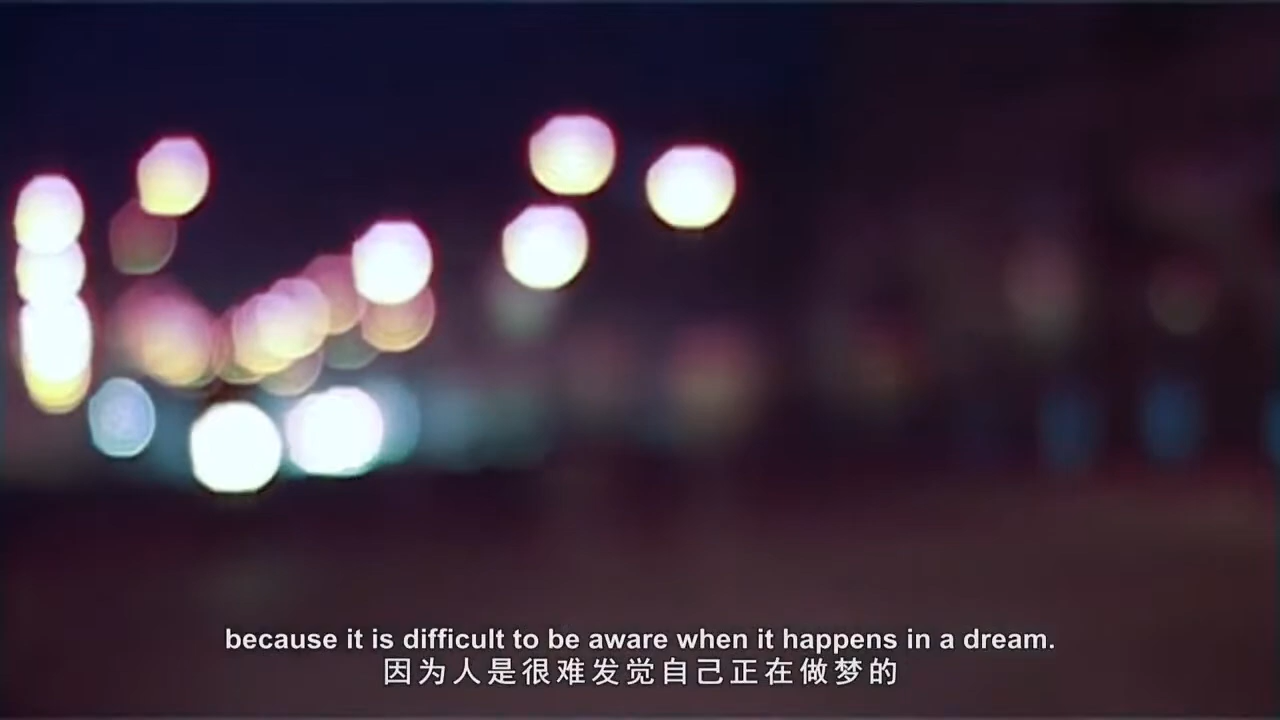 because it is difficult to be aware when it happens in a dream.
因为人是很难发觉自己正在做梦的